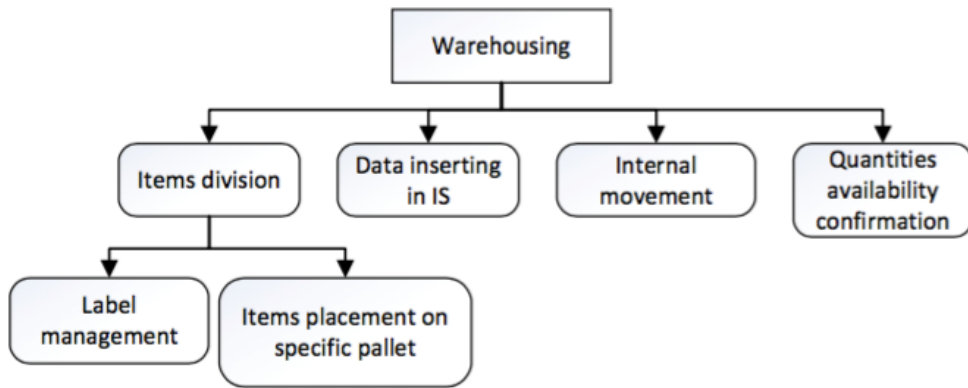 Warehousing
Items division
Data inserting
in IS
Internal
movement
Quantities
availability
confirmation
Label
management
Items placement on
specific pallet